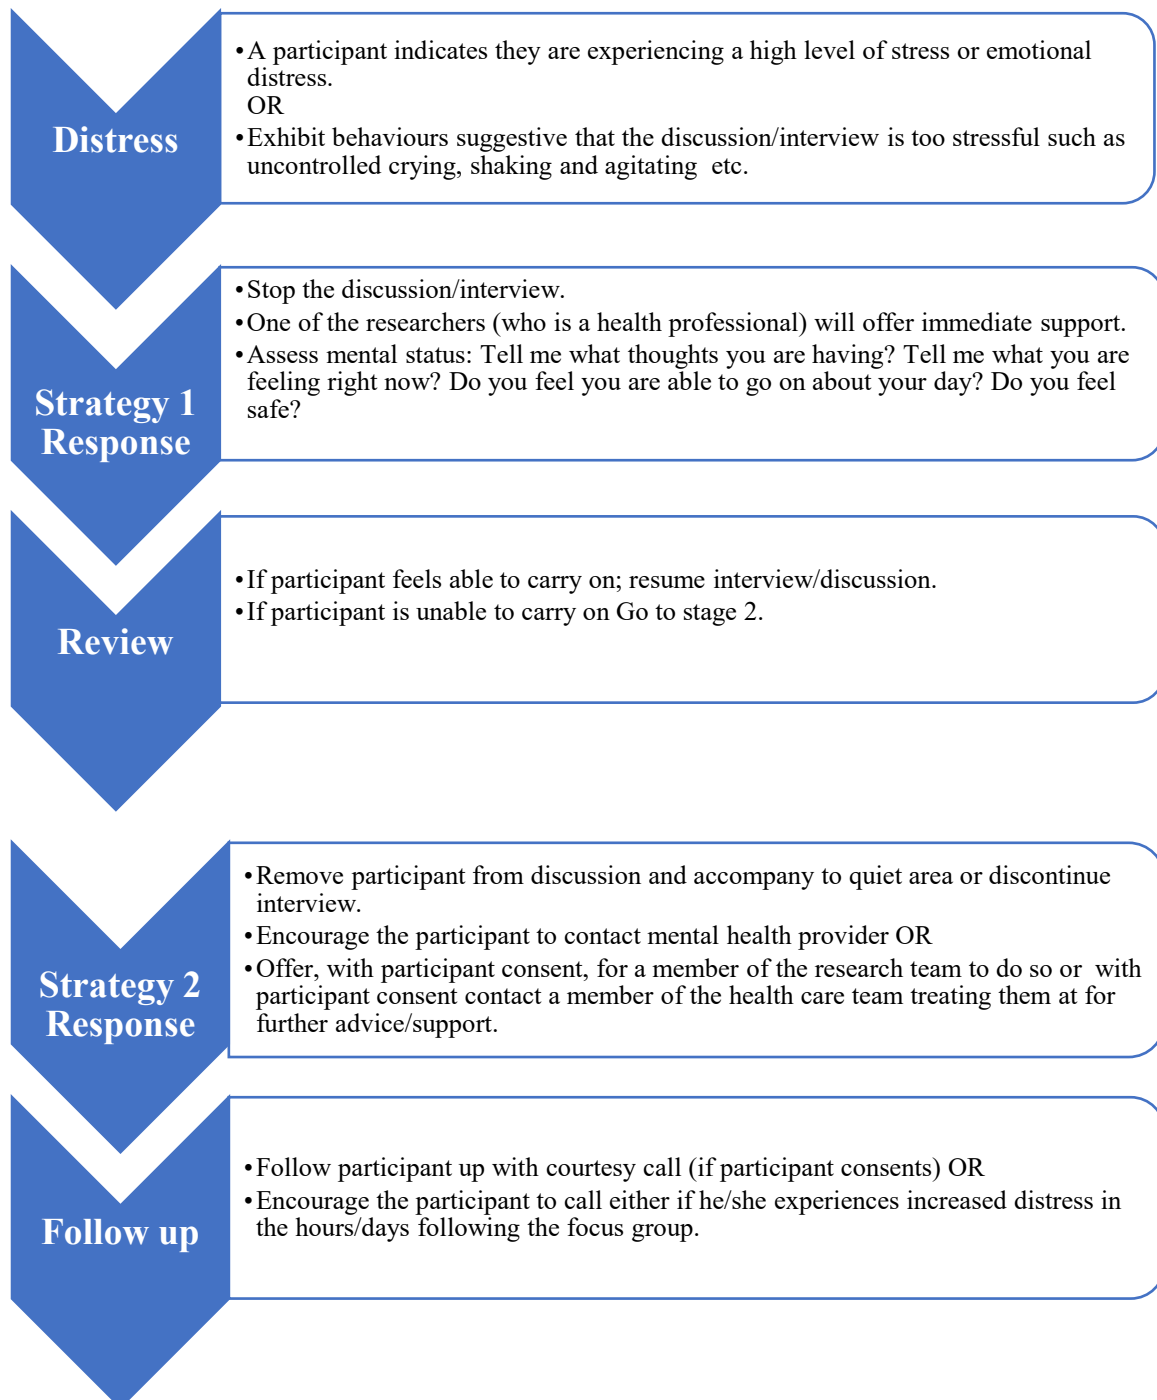 Distress
•A participant indicates they are experiencing a high level of stress or emotional
distress.
OR
•Exhibit behaviours suggestive that the discussion/interview is too stressful such as
uncontrolled crying, shaking and agitating  etc.
Strategy 1
Response
•Stop the discussion/interview.
•One of the researchers (who is a health professional) will offer immediate support.
•Assess mental status: Tell me what thoughts you are having? Tell me what you are
feeling right now? Do you feel you are able to go on about your day? Do you feel
safe?
Review
•If participant feels able to carry on; resume interview/discussion.
•If participant is unable to carry on Go to stage 2.
Strategy 2
Response
•Remove participant from discussion and accompany to quiet area or discontinue
interview.
•Encourage the participant to contact mental health provider OR
•Offer, with participant consent, for a member of the research team to do so or  with
participant consent contact a member of the health care team treating them at for
further advice/support.
Follow up
•Follow participant up with courtesy call (if participant consents) OR
•Encourage the participant to call either if he/she experiences increased distress in
the hours/days following the focus group.